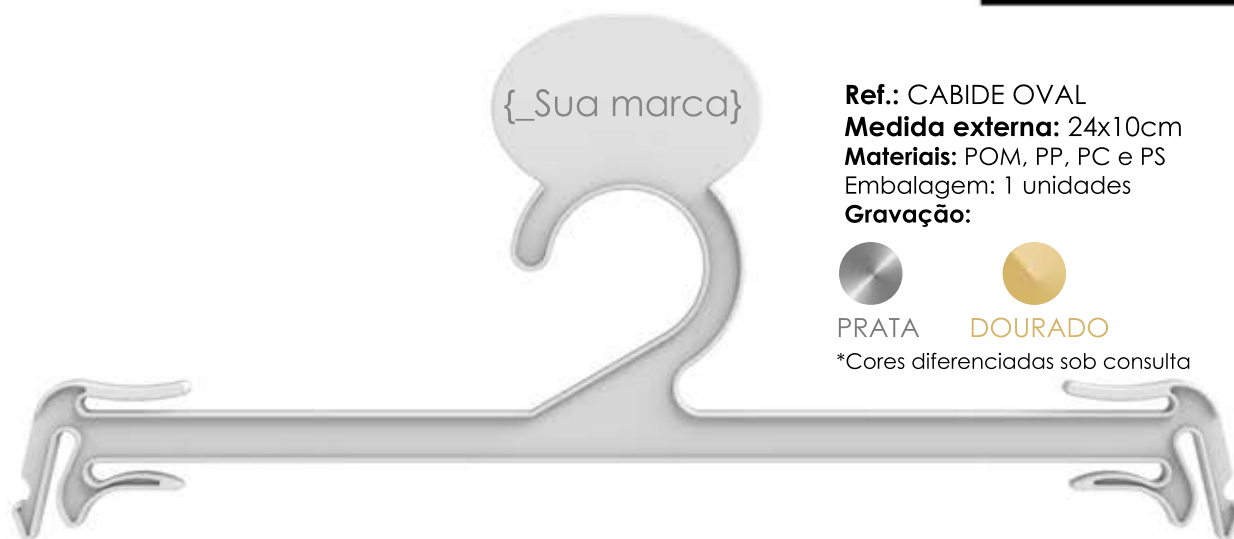 {_Sua marca}
Ref.: CABIDE OVAL
Medida externa: 24x10cm
Materiais: POM, PP, PC e PS
Embalagem: 1 unidades
Gravação:
PRATA DOURADO
*Cores diferenciadas sob consulta